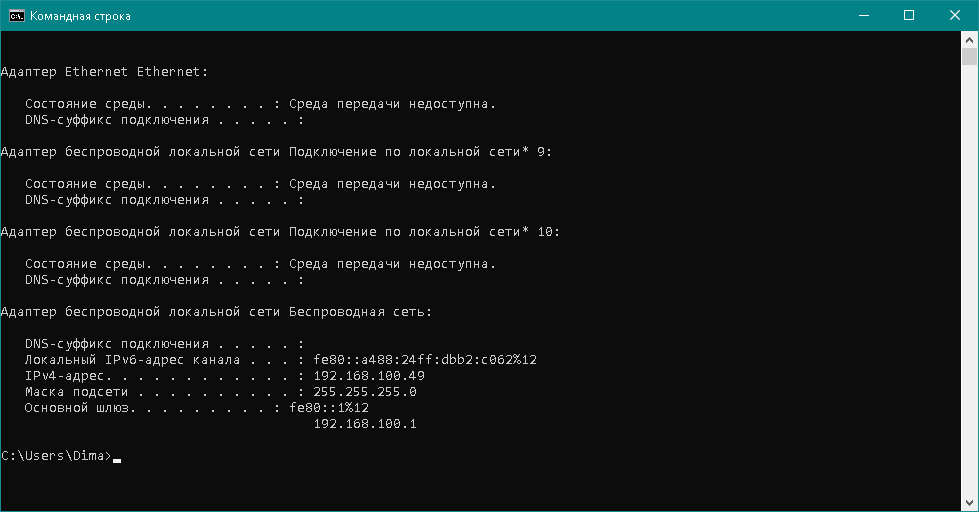 Командная строка
Адаптер Ethernet Ethernet:
Состояние среды. . . . . . . . : Среда передачи недоступна.
DNS-суффикс подключения . . . . . :
Адаптер беспроводной локальной сети Подключение по локальной сети* 9:
Состояние среды. . . . . . . . : Среда передачи недоступна.
DNS-суффикс подключения . . . . . :
Адаптер беспроводной локальной сети Подключение по локальной сети* 10:
Состояние среды. . . . . . . . : Среда передачи недоступна.
DNS-суффикс подключения . . . . . :
Адаптер беспроводной локальной сети Беспроводная сеть:
DNS-суффикс подключения . . . . . :
Локальный IPv6-адрес канала . . . : fe80::a488:24ff:dbb2:c062%12
IPv4-адрес. . . . . . . . . . . . : 192.168.100.49
Маска подсети . . . . . . . . . . : 255.255.255.0
Основной шлюз. . . . . . . . . : fe80::1%12
192.168.100.1
C:\Users\Dima>